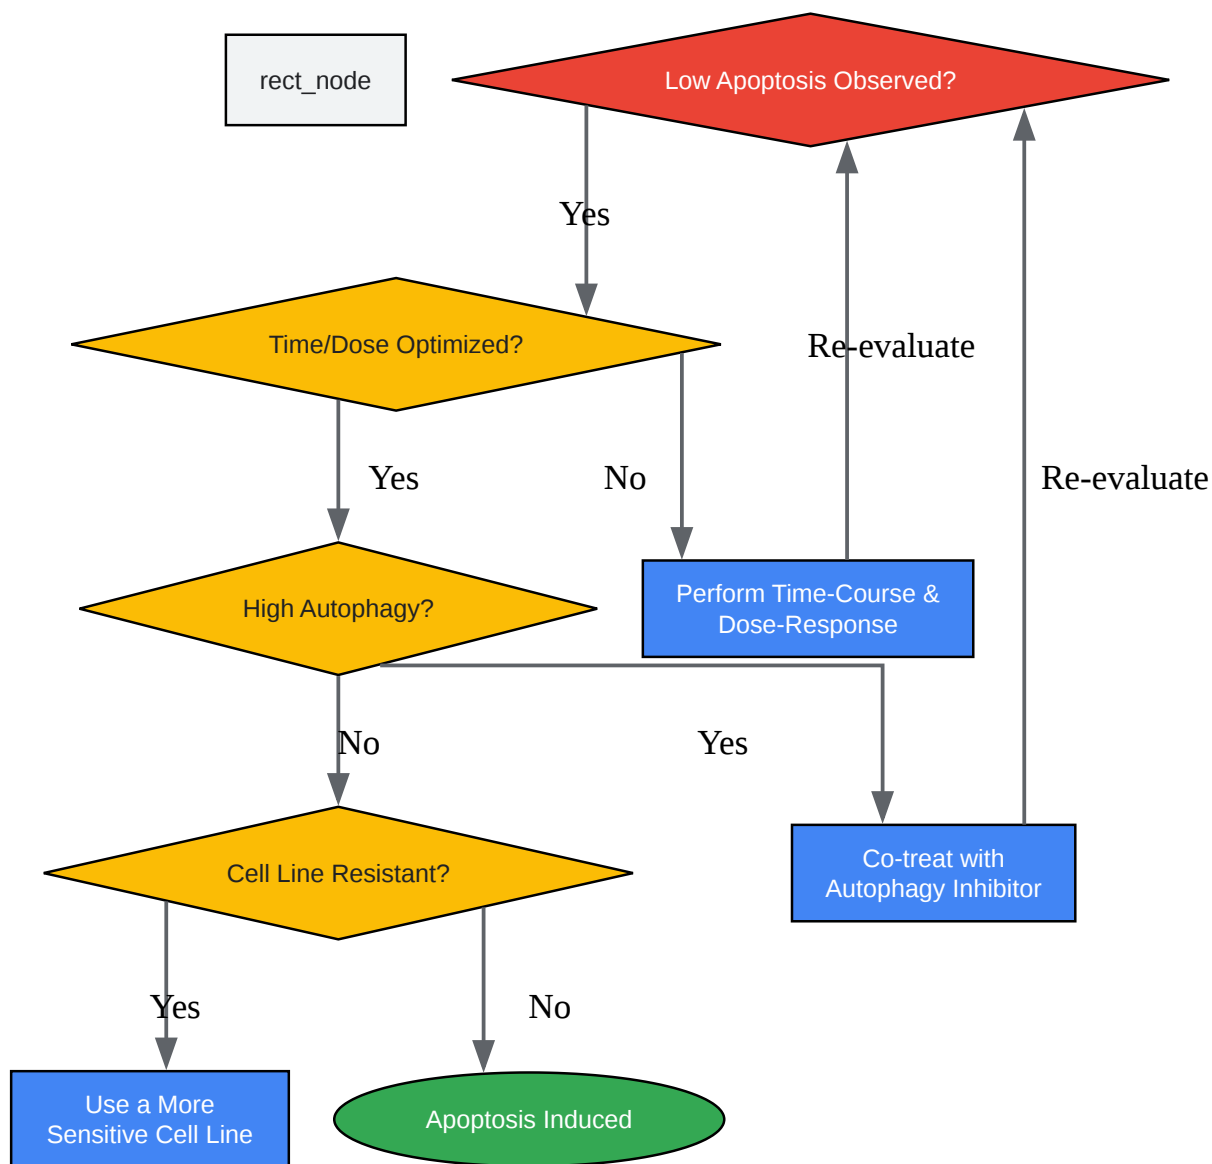 rect_node
Low Apoptosis Observed?
Yes
Time/Dose Optimized?
Re-evaluate
Yes
No
Re-evaluate
High Autophagy?
Perform Time-Course &
Dose-Response
No
Yes
Cell Line Resistant?
Co-treat with
Autophagy Inhibitor
Yes
No
Use a More
Sensitive Cell Line
Apoptosis Induced